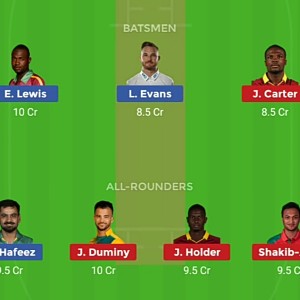 BATSMEN
E. Lewis
L. Evans
J. Carter
10 Cr
8.5 Cr
8.5 Cr
ALL-ROUNDERS
Hafeez
J. Duminy
J. Holder
Shakib-
9.5 Cr
10 Cr
9.5 Cr
9.5 Cr